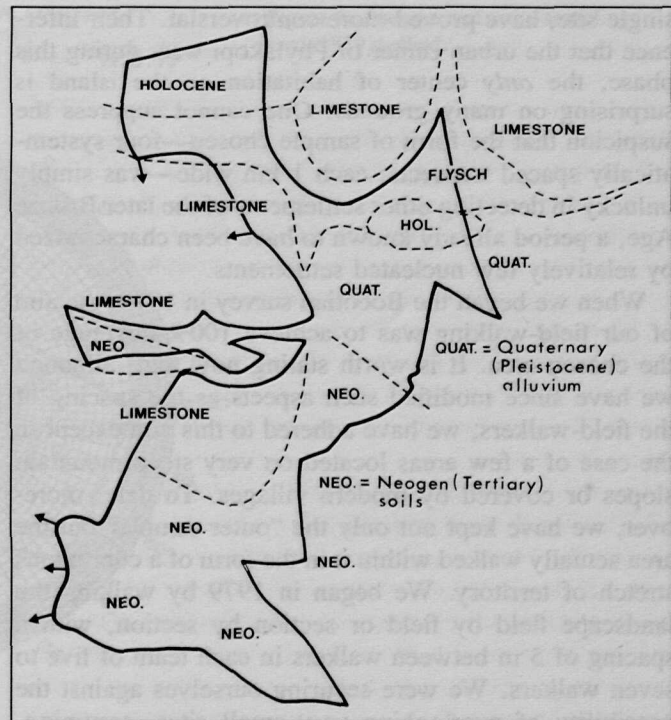 HOLOCENE
LIMESTONE
LIMESTONE
FLYSCH
LIMESTONE
HOL.
QUAT.
QUAT.
LIMESTONE
NEO.
QUAT. = Quaternary
(Pleistocene)
alluvium
NEO.
LIMESTONE
NEO. = Neogen (Tertiary)
soils
NEO.
NEO.
NEO.
NEO.